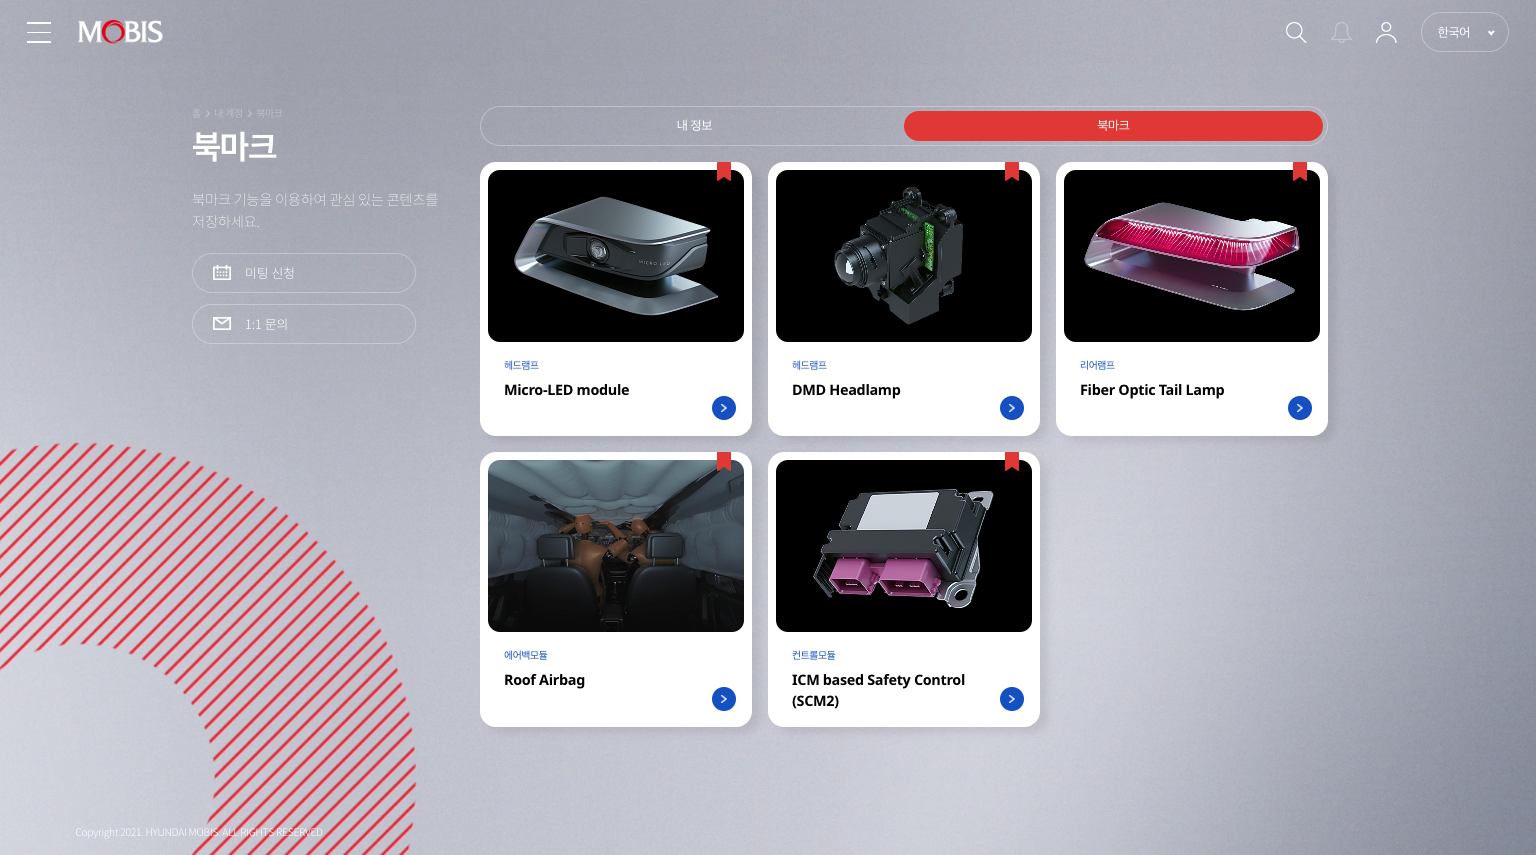 MOBIS
한국어
홈 > 내 계정 > 북마크
북마크
북마크 기능을 이용하여 관심 있는 콘텐츠를
저장하세요.
미팅 신청
1:1 문의
내 정보
북마크
MICRO LED
헤드램프
Micro-LED module
헤드램프
DMD Headlamp
리어램프
Fiber Optic Tail Lamp
에어백모듈
Roof Airbag
컨트롤모듈
ICM based Safety Control
(SCM2)
Copyright 2021. HYUNDAI MOBIS. ALL RIGHTS RESERVED